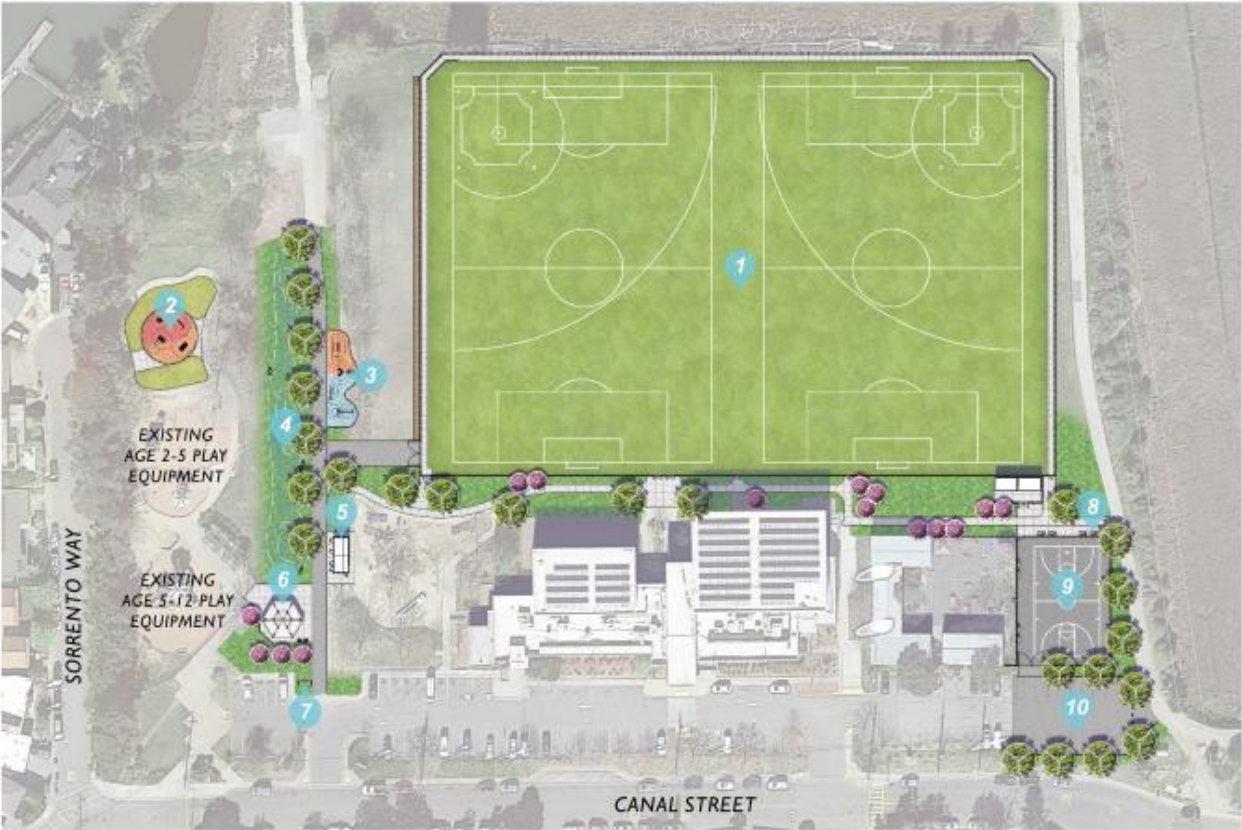 1
2
3
4
EXISTING
AGE 2-5 PLAY
EQUIPMENT
5
8
6
EXISTING
AGE 5-12 PLAY
EQUIPMENT
9
SORRENTO WAY
7
10
CANAL STREET